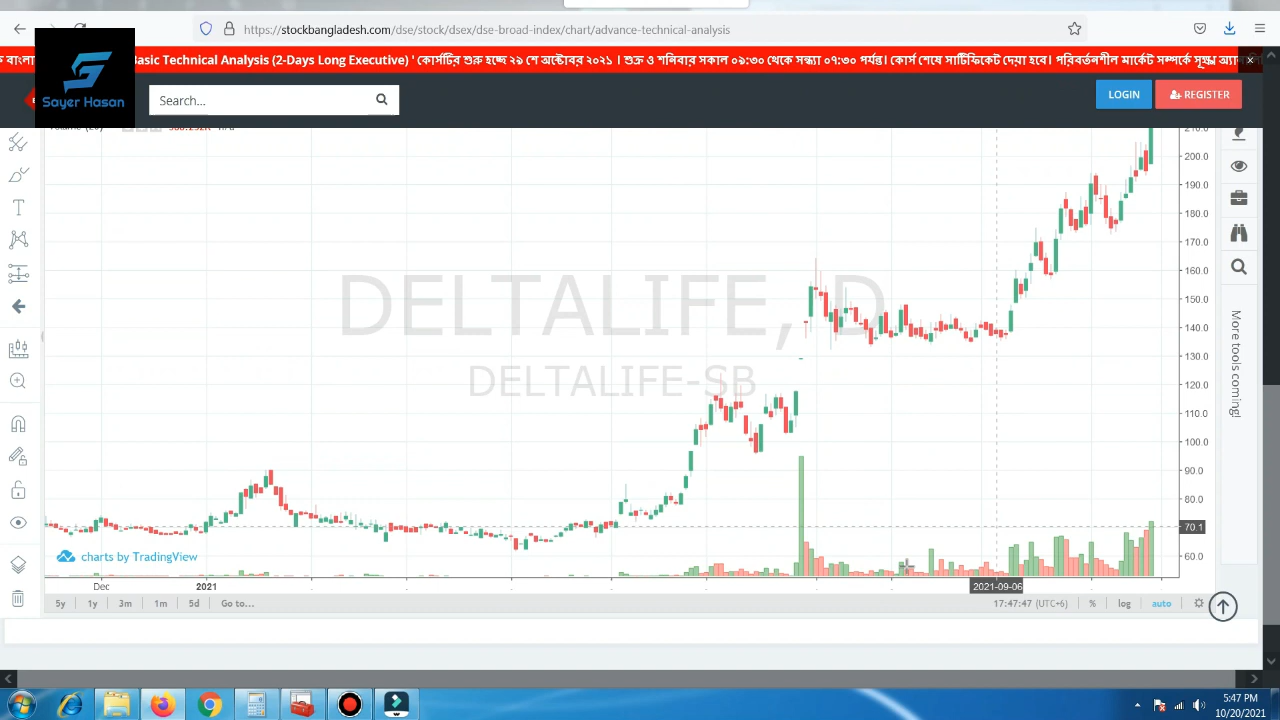 https://stockbangladesh.com/dse/stock/dsex/dse-broad-index/chart/advance-technical-analysis
Basic Technical Analysis (2-Days Long Executive) ' কোর্সটির শুরু হচ্ছে ২৯ শে অক্টোবর ২০২১ । শুক্র ও শনিবার সকাল ০৯:৩০ থেকে সন্ধ্যা ০৭:৩০ পর্যন্ত। কোর্স শেষে সার্টিফিকেট দেয়া হবে। পরিবর্তনশীল মার্কেট সম্পর্কে সূক্ষ্ম
Sayer Hasan
Search...
LOGIN
REGISTER
210.0
200.0
190.0
180.0
170.0
160.0
150.0
140.0
130.0
120.0
110.0
100.0
90.0
80.0
70.1
60.0
DELTALIFE, D
DELTALIFE-SB
More tools coming!
charts by TradingView
Dec 2021 2021-09-06
5y 1y 3m 1m 5d Go to... 17:47:47 (UTC+6) % log auto
5:47 PM
10/20/2021